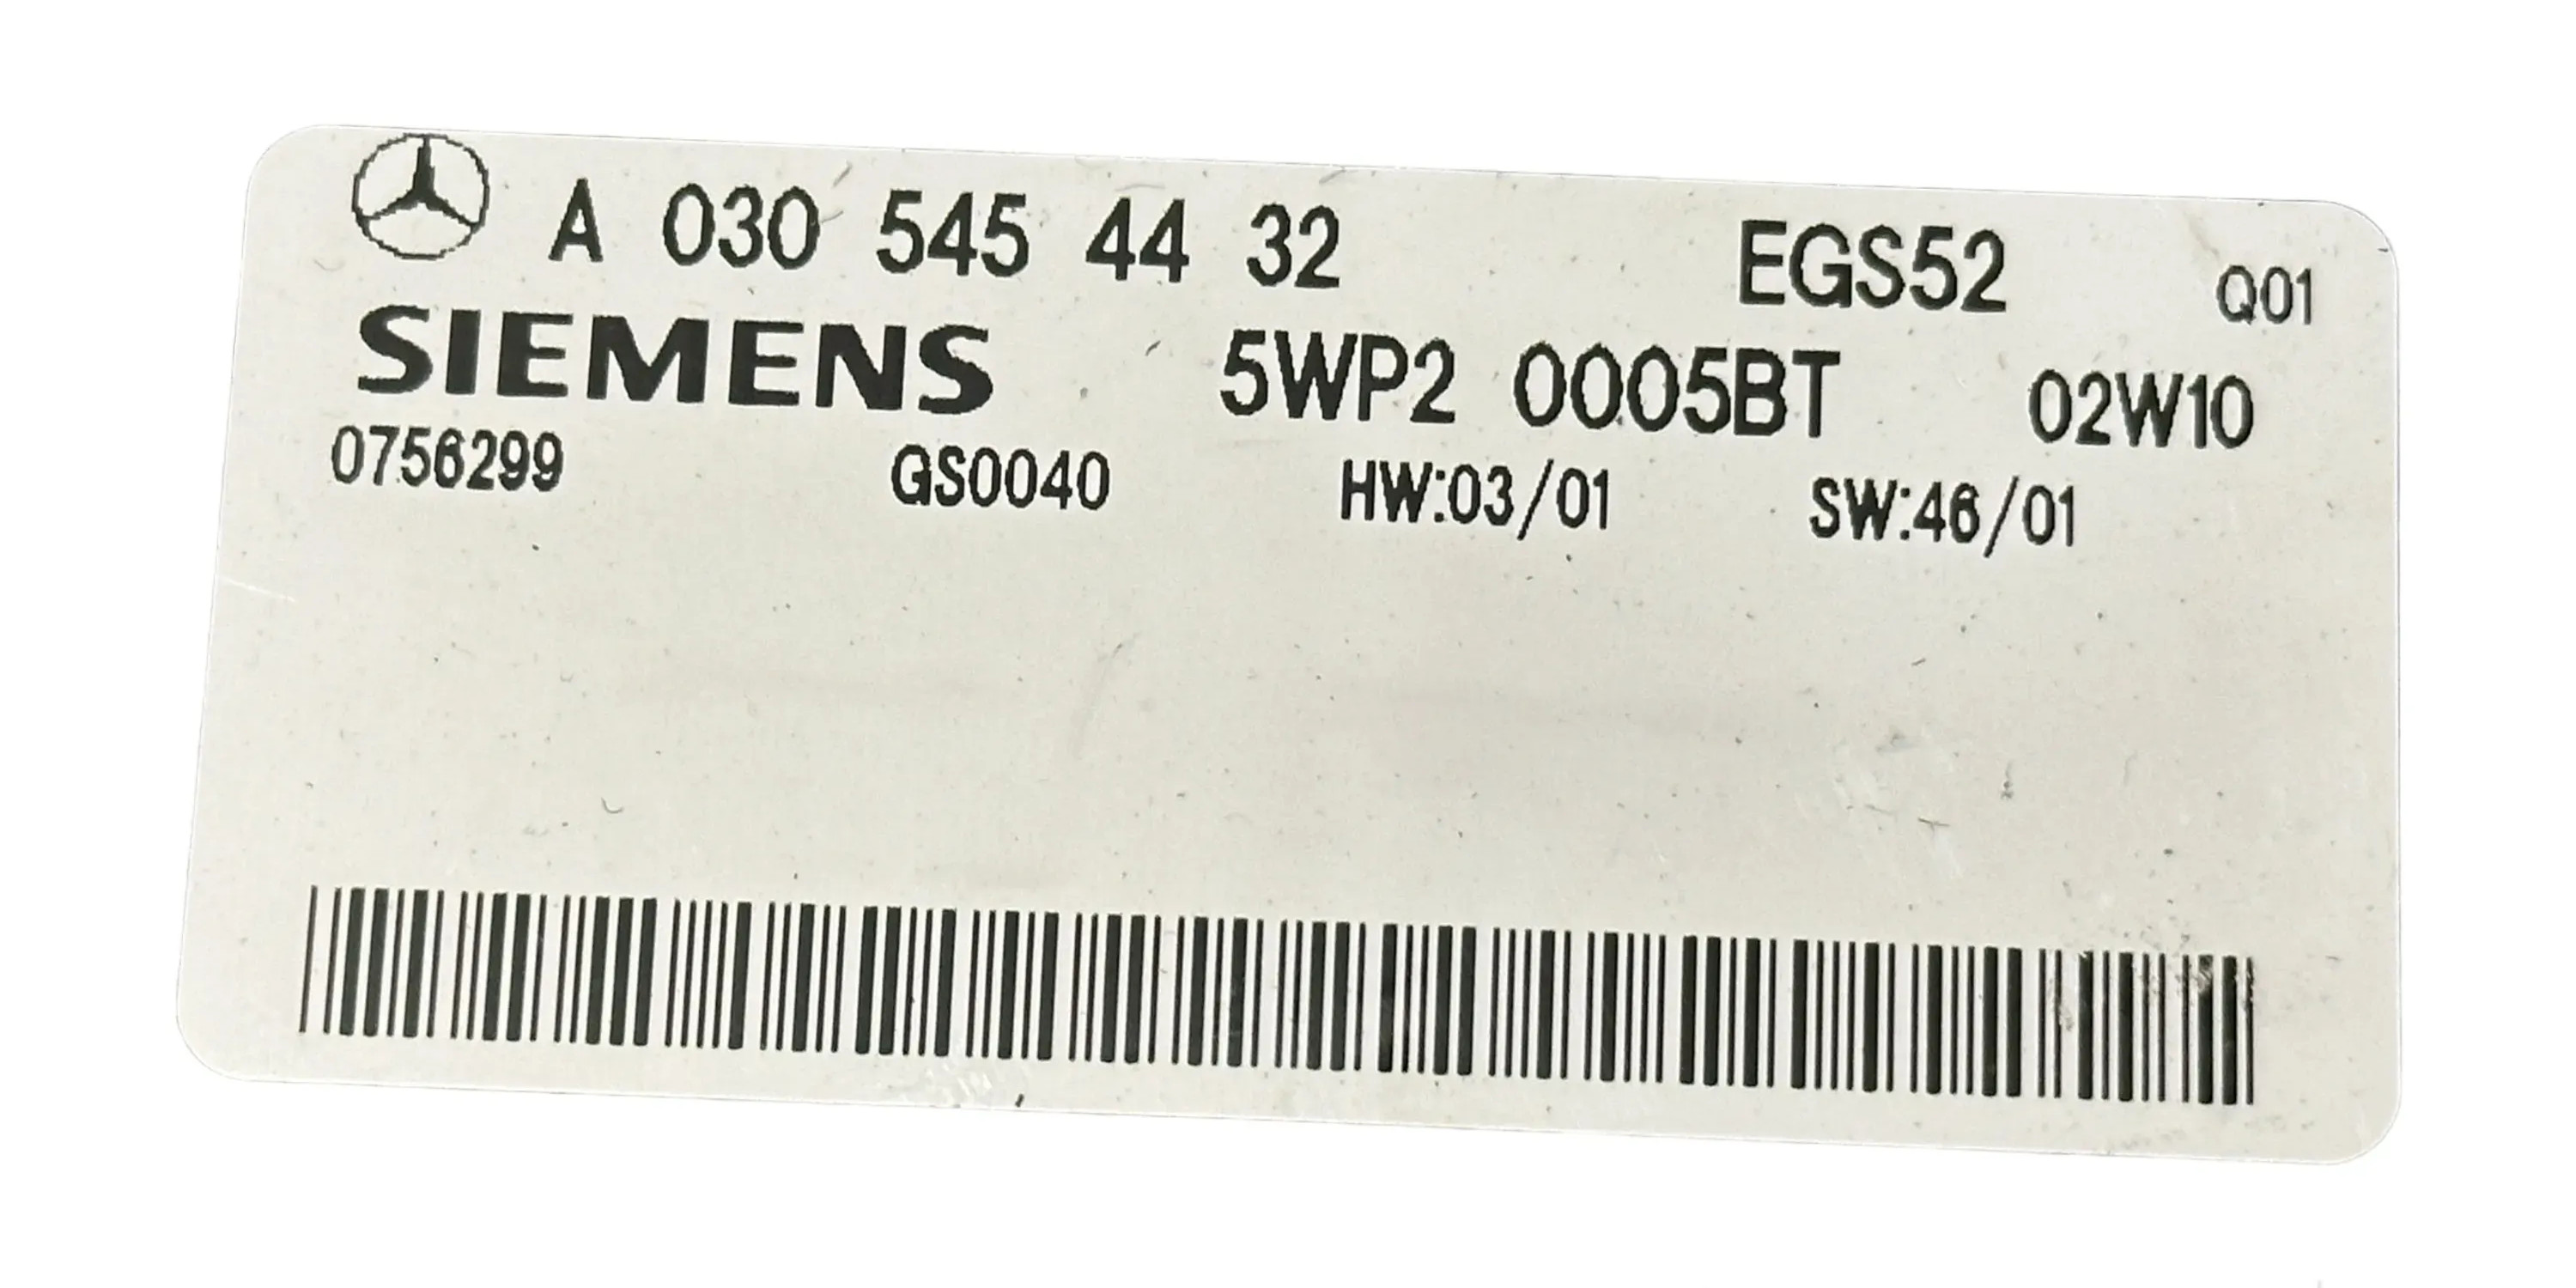 A 030 545 44 32 EGS52 Q01
SIEMENS 5WP2 0005BT 02W10
0756299 GS0040 HW:03/01 SW:46/01